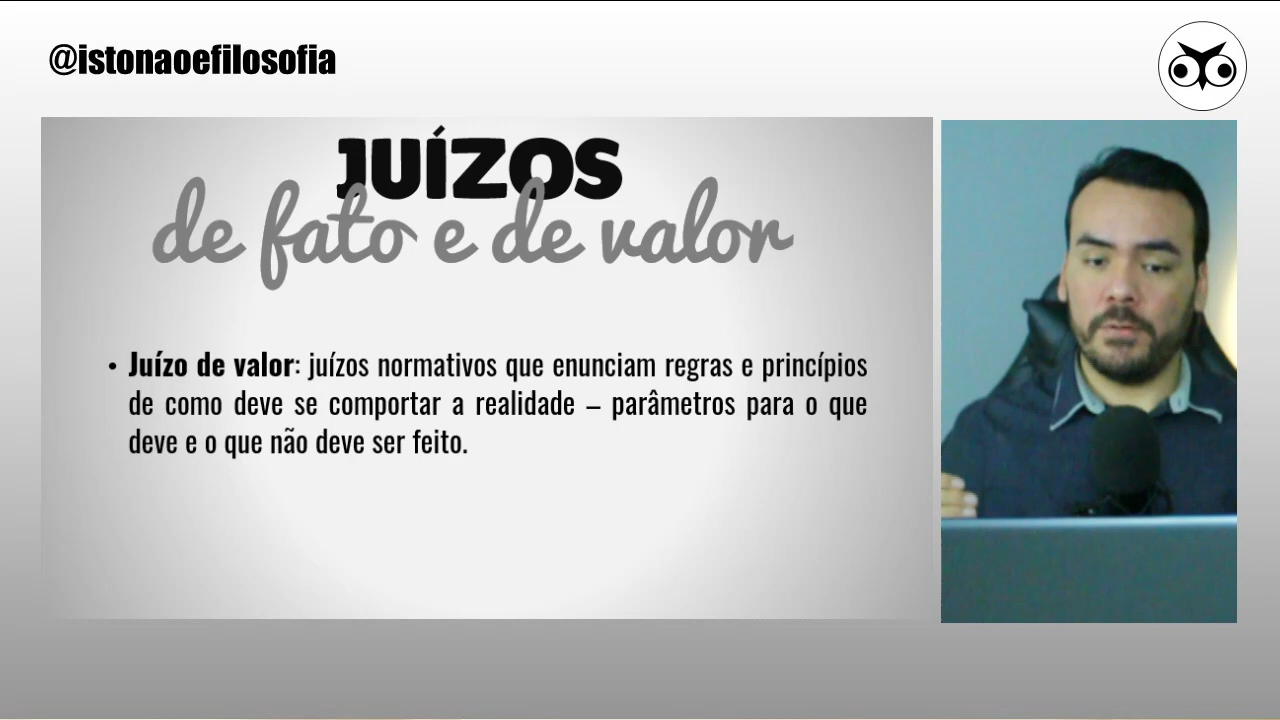 @istonaoefilosofia
JUÍZOS
de fato e de valor
• Juízo de valor: juízos normativos que enunciam regras e princípios
de como deve se comportar a realidade – parâmetros para o que
deve e o que não deve ser feito.